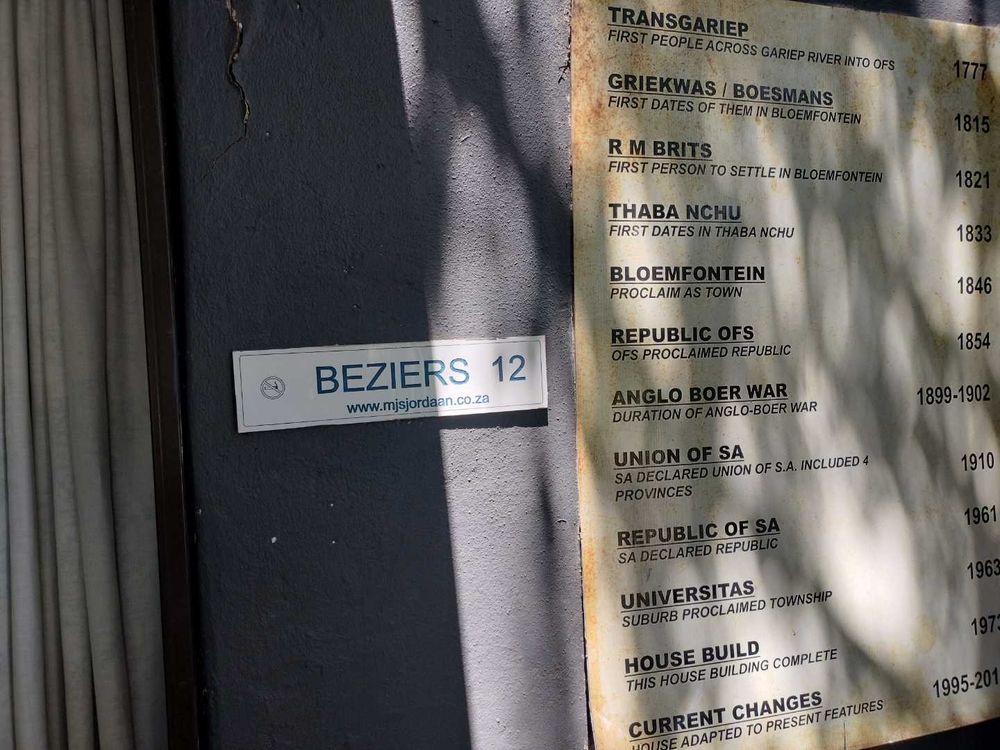 BEZIERS 12
www.mjsjordaan.co.za
TRANSGARIEP
FIRST PEOPLE ACROSS GARIEP RIVER INTO OFS 1777
GRIEKWAS / BOESMANS
FIRST DATES OF THEM IN BLOEMFONTEIN 1815
R M BRITS
FIRST PERSON TO SETTLE IN BLOEMFONTEIN 1821
THABA NCHU
FIRST DATES IN THABA NCHU 1833
BLOEMFONTEIN
PROCLAIM AS TOWN 1846
REPUBLIC OFS
OFS PROCLAIMED REPUBLIC 1854
ANGLO BOER WAR 1899-1902
DURATION OF ANGLO-BOER WAR
UNION OF SA
SA DECLARED UNION OF S.A. INCLUDED 4 1910
PROVINCES
REPUBLIC OF SA 1961
SA DECLARED REPUBLIC
UNIVERSITAS 1963
SUBURB PROCLAIMED TOWNSHIP
HOUSE BUILD 1973
THIS HOUSE BUILDING COMPLETE
CURRENT CHANGES 1995-201
HOUSE ADAPTED TO PRESENT FEATURES